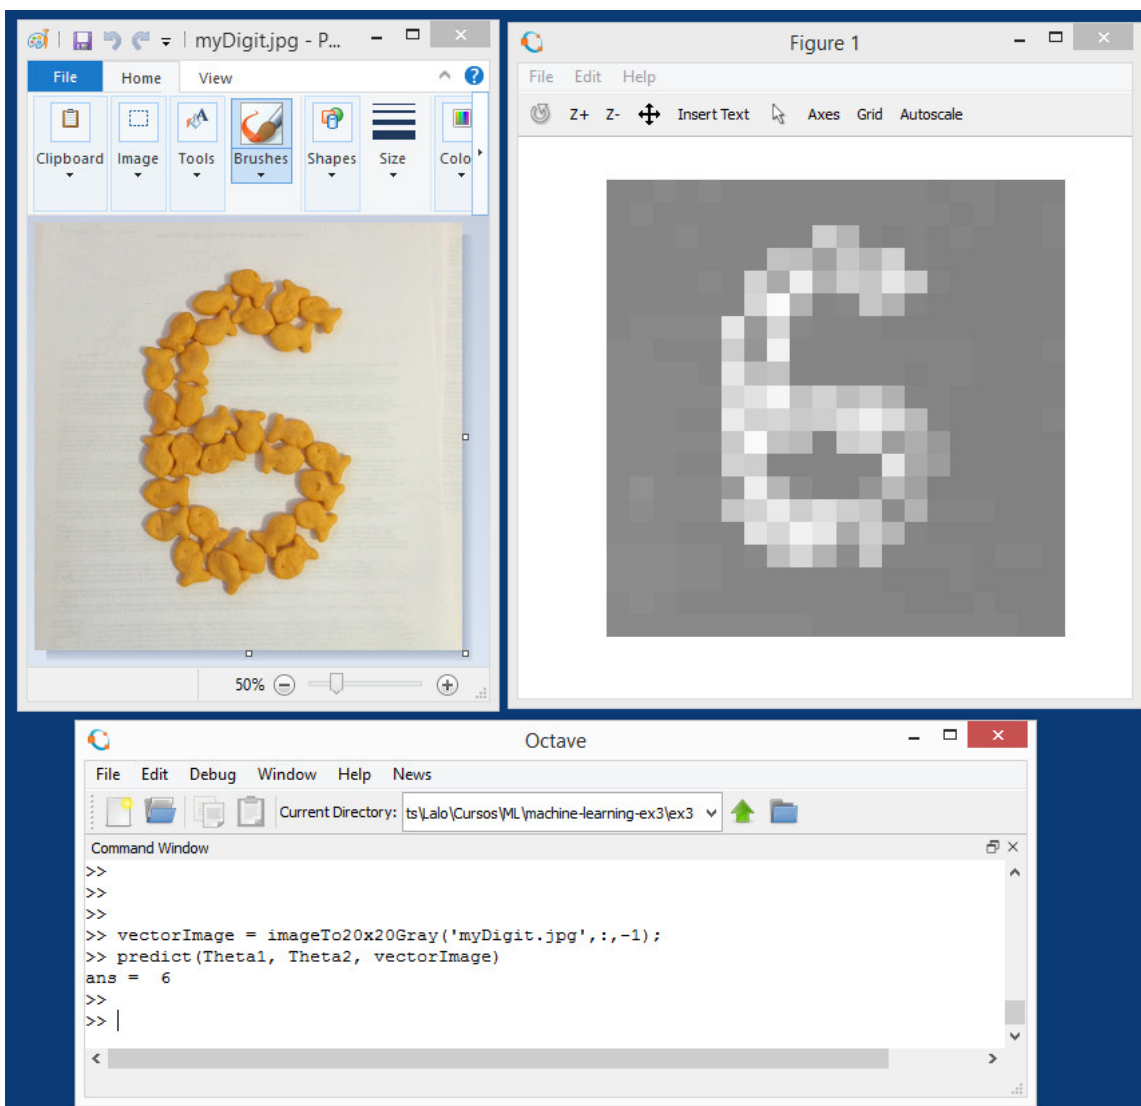 myDigit.jpg - P...
File Home View
Clipboard Image Tools Brushes Shapes Size Colo
6
50%
Figure 1
File Edit Help
Z+ Z- Insert Text Axes Grid Autoscale
6
Octave
File Edit Debug Window Help News
Current Directory: ts\Lalo\Cursos\ML\machine-learning-ex3\ex3
Command Window
>>
>>
>>
>> vectorImage = imageTo20x20Gray('myDigit.jpg',:,-1);
>> predict(Theta1, Theta2, vectorImage)
ans =  6
>>
>>